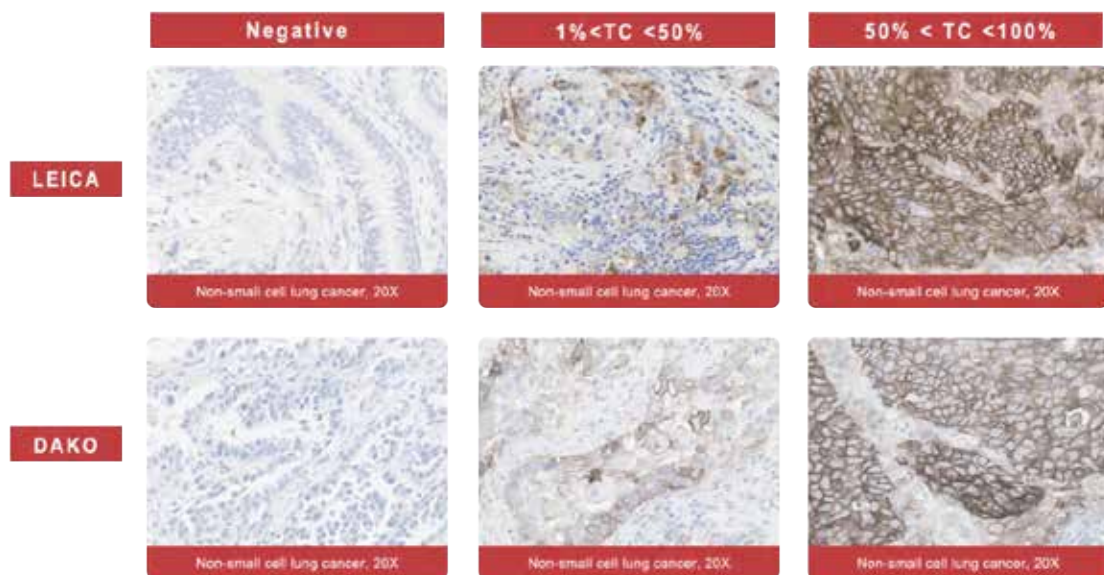 Negative
1%<TC <50%
50% < TC <100%
LEICA
Non-small cell lung cancer, 20X
Non-small cell lung cancer, 20X
Non-small cell lung cancer, 20X
DAKO
Non-small cell lung cancer, 20X
Non-small cell lung cancer, 20X
Non-small cell lung cancer, 20X